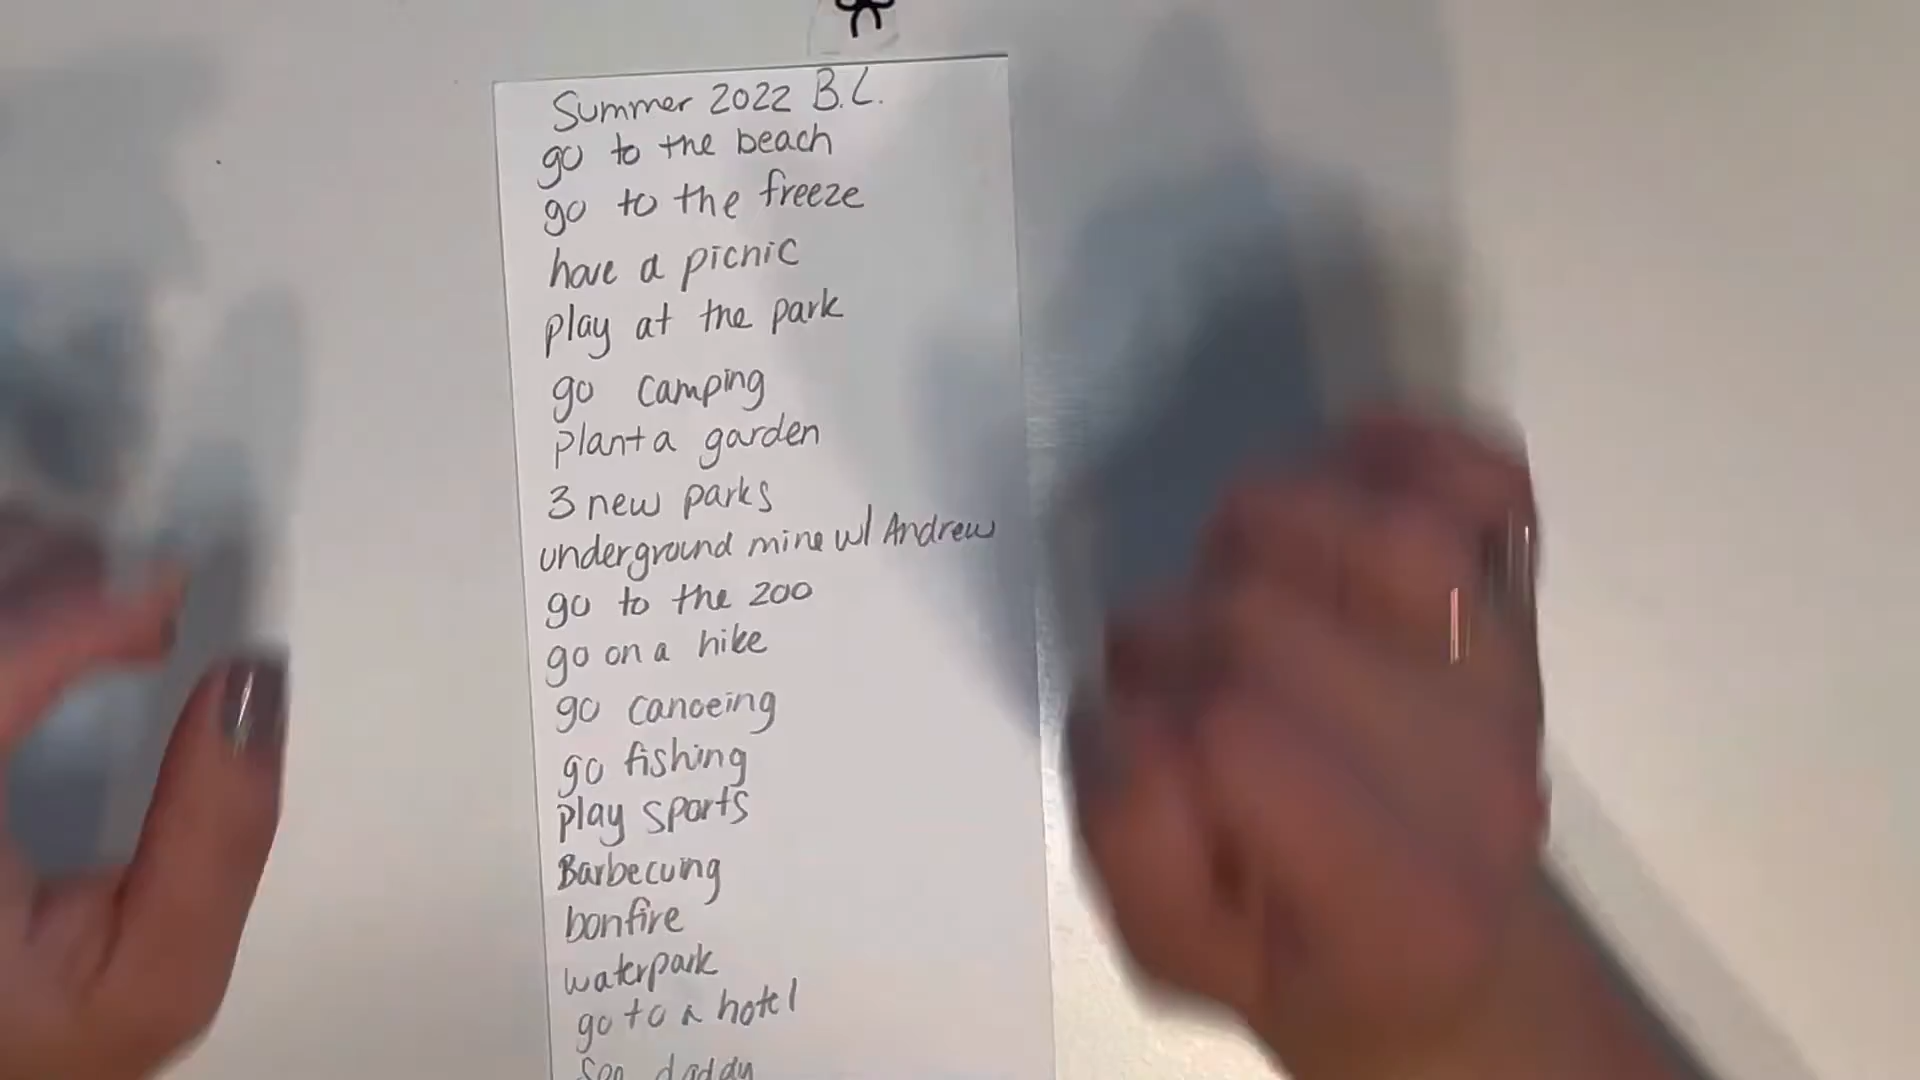 Summer 2022 B.L.
go to the beach
go to the freeze
have a picnic
play at the park
go camping
plant a garden
3 new parks
underground mine w/ Andrew
go to the zoo
go on a hike
go canoeing
go fishing
play sports
Barbecuing
bonfire
waterpark
go to a hotel
see daddy